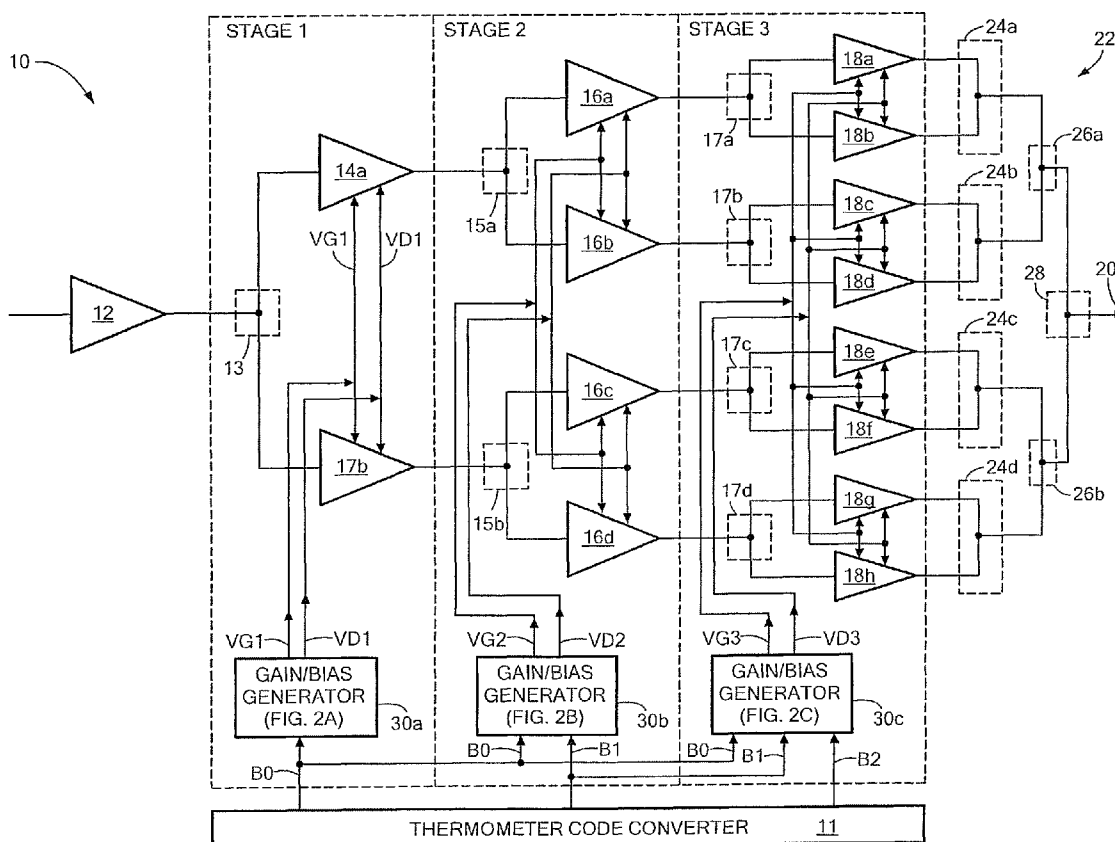 STAGE 1
STAGE 2
STAGE 3
24a
10
22
18a
16a
17a
18b
26a
14a
15a
24b
17b
18c
VG1
VD1
16b
18d
28
20
12
13
24c
17c
18e
16c
18f
17b
15b
24d
26b
17d
18g
16d
18h
VG1
VD1
VG2
VD2
VG3
VD3
GAIN/BIAS
GENERATOR
(FIG. 2A)
30a
GAIN/BIAS
GENERATOR
(FIG. 2B)
30b
GAIN/BIAS
GENERATOR
(FIG. 2C)
30c
B0
B0
B1
B0
B1
B2
THERMOMETER CODE CONVERTER 11